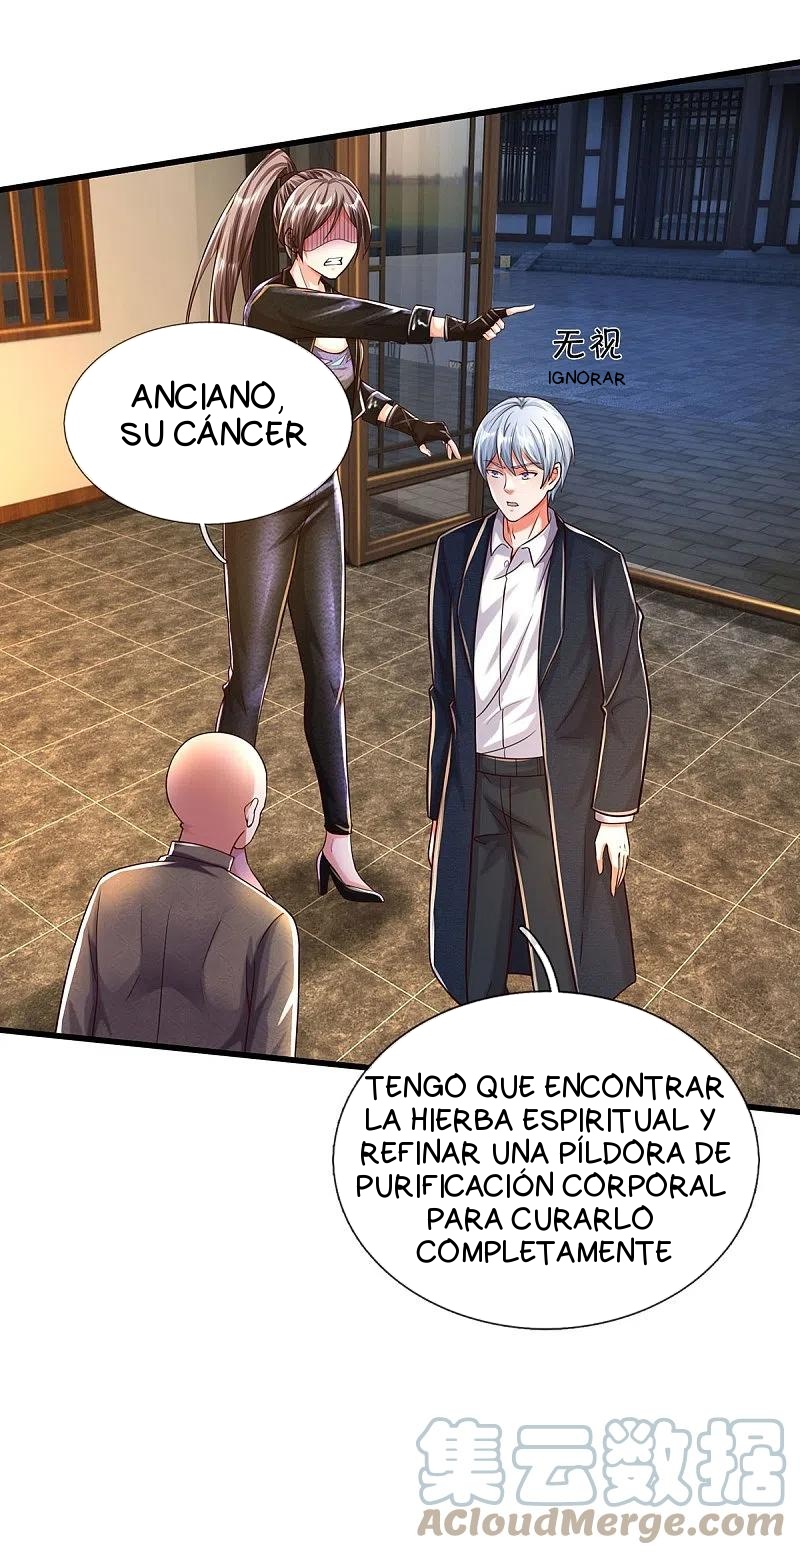 无视
IGNORAR
ANCIANO,
SU CÁNCER
TENGO QUE ENCONTRAR
LA HIERBA ESPIRITUAL Y
REFINAR UNA PÍLDORA DE
PURIFICACIÓN CORPORAL
PARA CURARLO
COMPLETAMENTE
集云数据
ACloudMerge.com